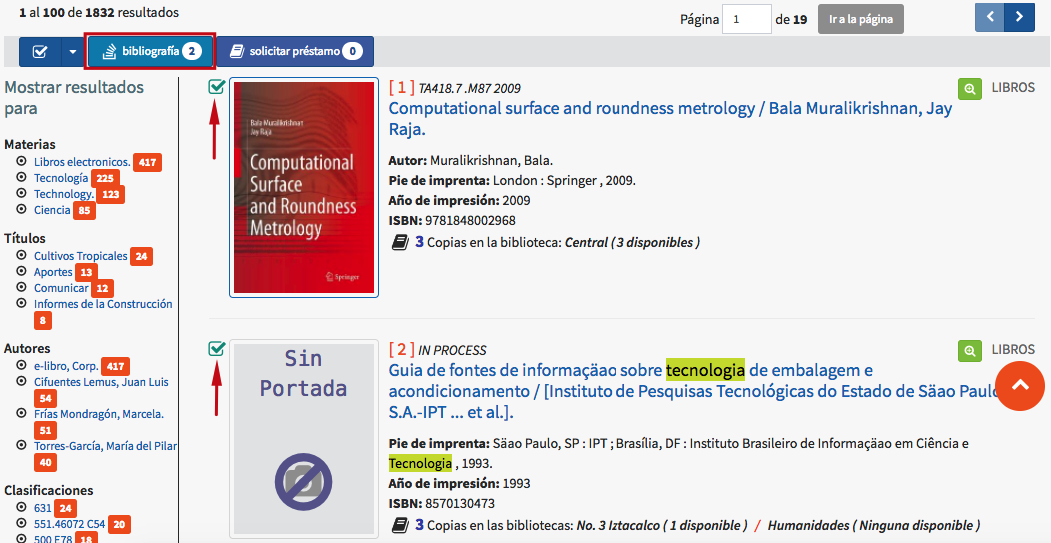 1 al 100 de 1832 resultados
Página 1 de 19 Ir a la página
bibliografía 2 solicitar préstamo 0
Mostrar resultados
para
Materias
Libros electronicos. 417
Tecnología 225
Technology. 123
Ciencia 85
Títulos
Cultivos Tropicales 24
Aportes 13
Comunicar 12
Informes de la Construcción
8
Autores
e-libro, Corp. 417
Cifuentes Lemus, Juan Luis
54
Frías Mondragón, Marcela.
51
Torres-García, María del Pilar
40
Clasificaciones
631 24
551.46072 C54 20
500 F78 18
Bala Muralikrishnan
Jay Raja
Computational
Surface
and Roundness
Metrology
Springer
[ 1 ] TA418.7 .M87 2009 LIBROS
Computational surface and roundness metrology / Bala Muralikrishnan, Jay
Raja.
Autor: Muralikrishnan, Bala.
Pie de imprenta: London : Springer , 2009.
Año de impresión: 2009
ISBN: 9781848002968
3 Copias en la biblioteca: Central ( 3 disponibles )
Sin
Portada
[ 2 ] IN PROCESS LIBROS
Guia de fontes de informaçäao sobre tecnologia de embalagem e
acondicionamento / [Instituto de Pesquisas Tecnológicas do Estado de Säao Paulo
S.A.-IPT ... et al.].
Pie de imprenta: Säao Paulo, SP : IPT ; Brasília, DF : Instituto Brasileiro de Informaçäao em Ciência e
Tecnologia , 1993.
Año de impresión: 1993
ISBN: 8570130473
3 Copias en las bibliotecas: No. 3 Iztacalco ( 1 disponible ) / Humanidades ( Ninguna disponible )